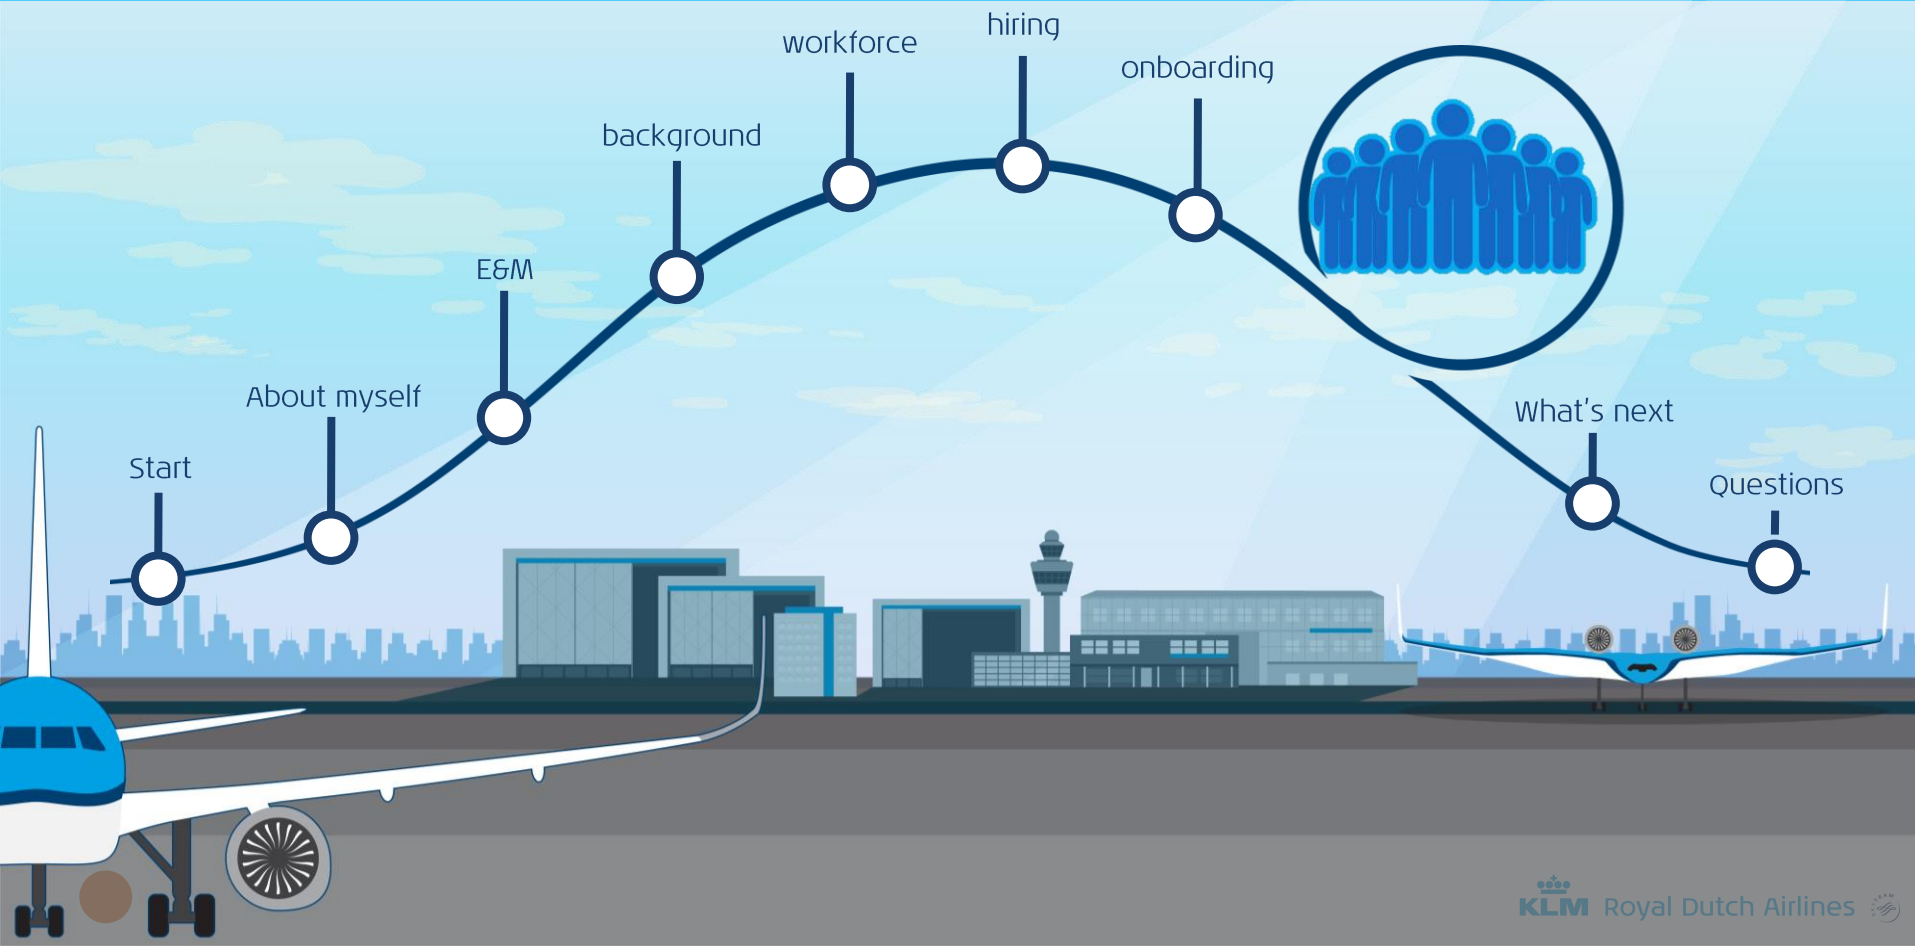 Start
About myself
E&M
background
workforce
hiring
onboarding
What's next
Questions
KLM Royal Dutch Airlines